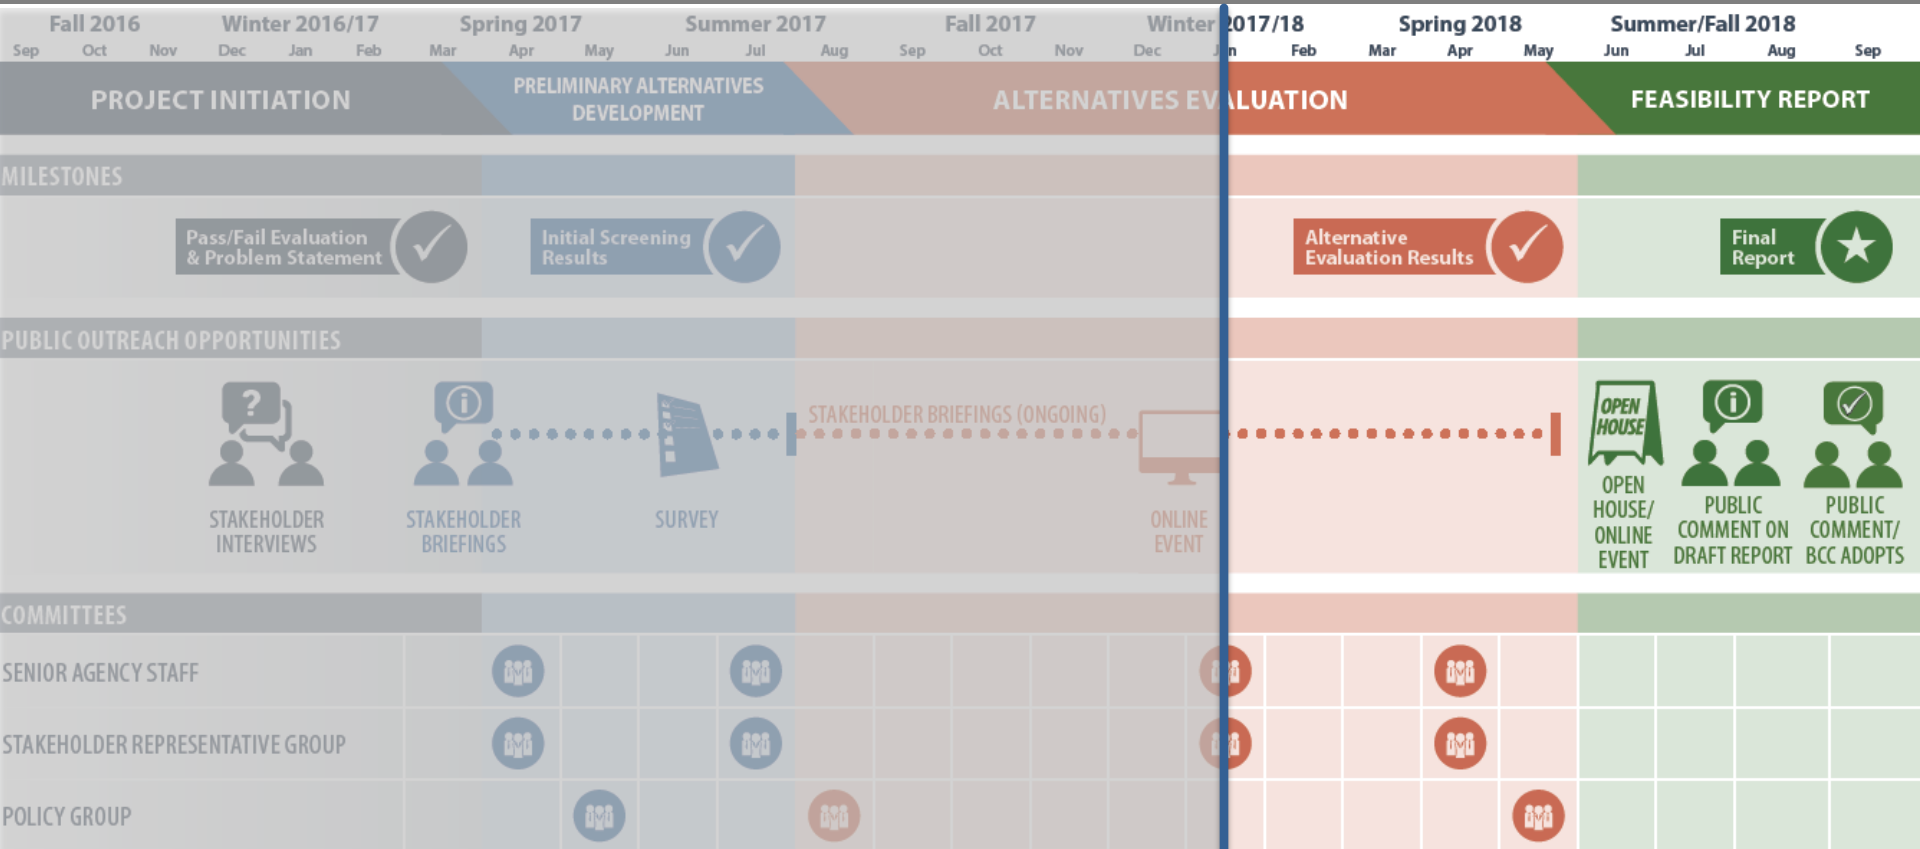 Fall 2016 Winter 2016/17 Spring 2017 Summer 2017 Fall 2017 Winter 2017/18 Spring 2018 Summer/Fall 2018
Sep Oct Nov Dec Jan Feb Mar Apr May Jun Jul Aug Sep Oct Nov Dec Jan Feb Mar Apr May Jun Jul Aug Sep
PROJECT INITIATION
PRELIMINARY ALTERNATIVES
DEVELOPMENT
ALTERNATIVES EVALUATION
FEASIBILITY REPORT
MILESTONES
Pass/Fail Evaluation
& Problem Statement
Initial Screening
Results
Alternative
Evaluation Results
Final
Report
PUBLIC OUTREACH OPPORTUNITIES
?
i
STAKEHOLDER BRIEFINGS (ONGOING)
OPEN
HOUSE
i
STAKEHOLDER
INTERVIEWS
STAKEHOLDER
BRIEFINGS
SURVEY
ONLINE
EVENT
OPEN
HOUSE/
ONLINE
EVENT
PUBLIC
COMMENT ON
DRAFT REPORT
PUBLIC
COMMENT/
BCC ADOPTS
COMMITTEES
SENIOR AGENCY STAFF
STAKEHOLDER REPRESENTATIVE GROUP
POLICY GROUP